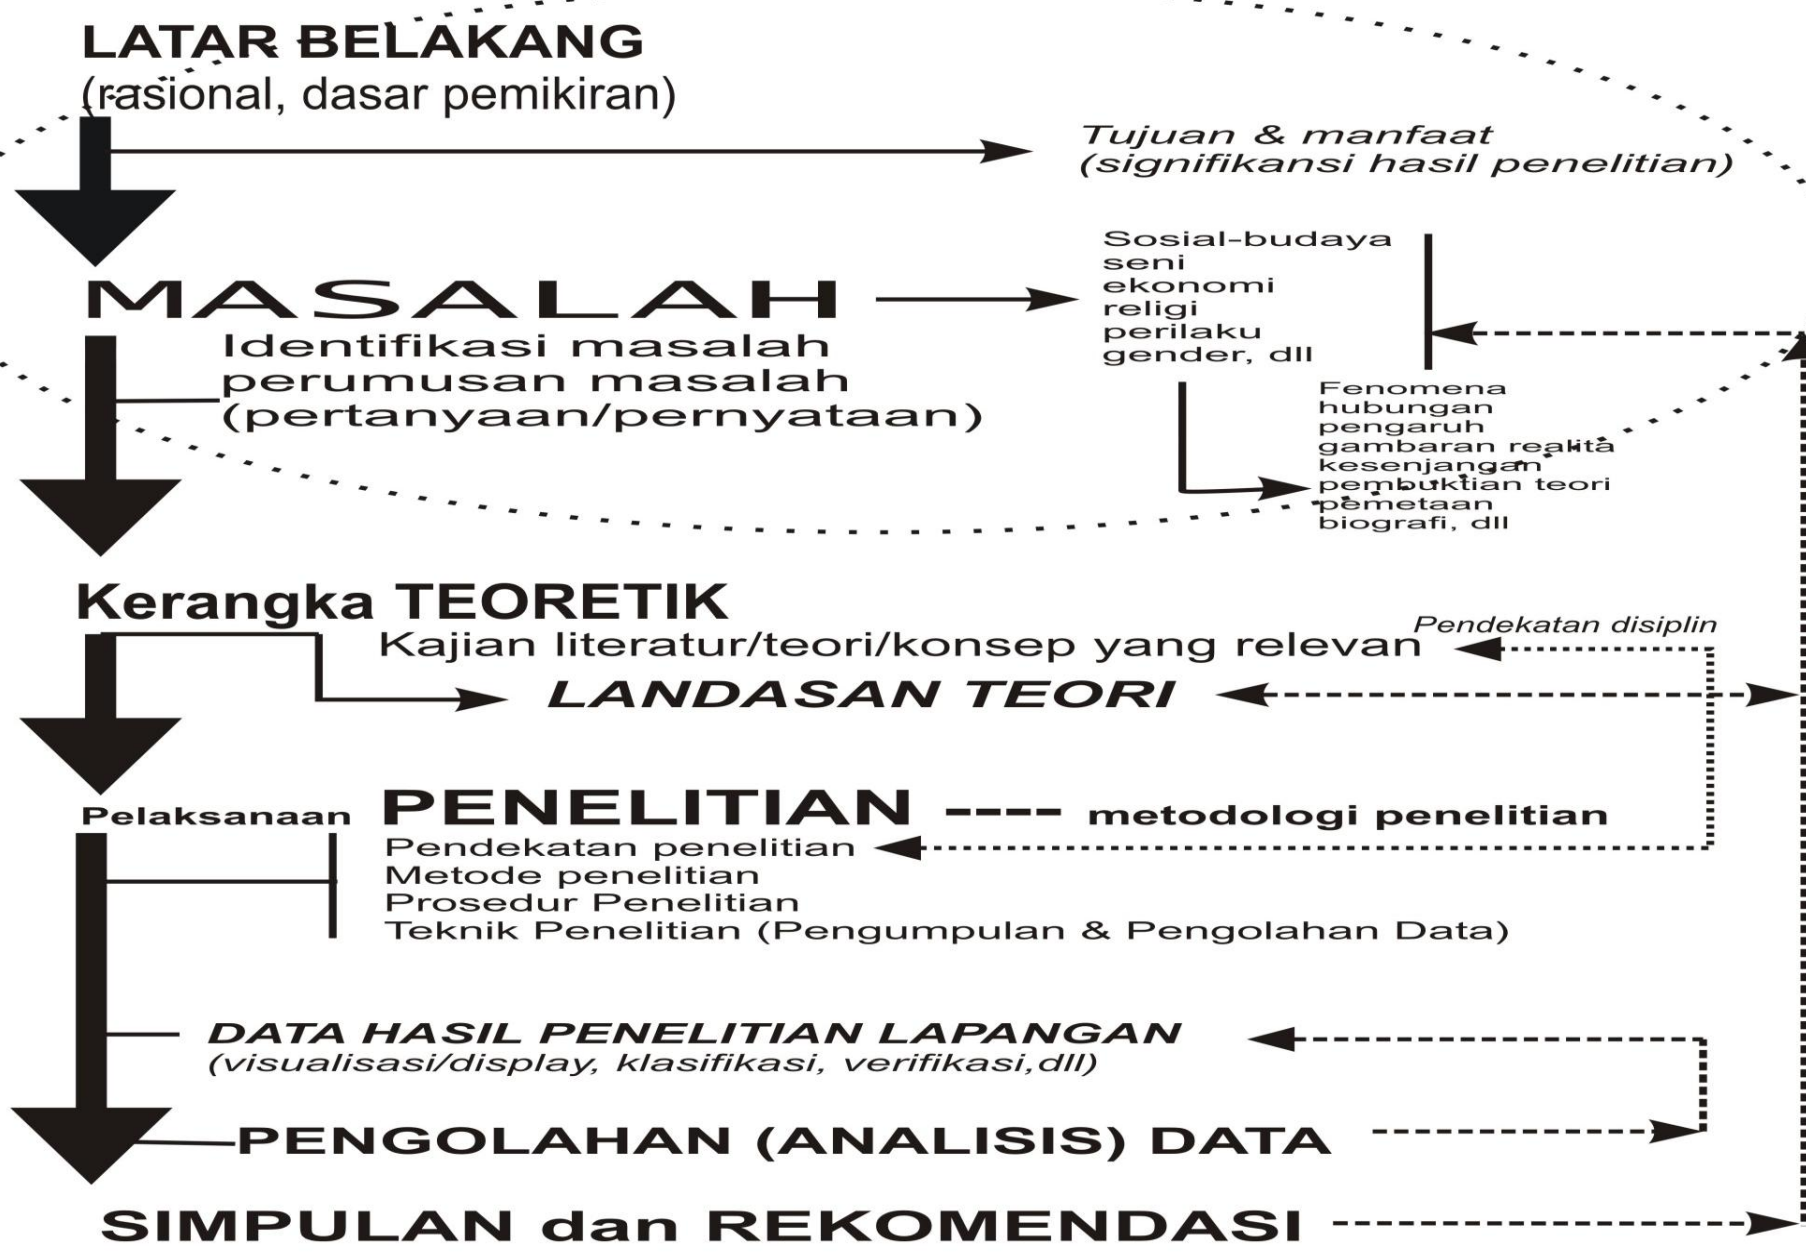 LATAR BELAKANG
(rasional, dasar pemikiran)
Tujuan & manfaat
(signifikansi hasil penelitian)
MASALAH
Sosial-budaya
seni
ekonomi
religi
perilaku
gender, dll
Identifikasi masalah
perumusan masalah
(pertanyaan/pernyataan)
Fenomena
hubungan
pengaruh
gambaran realita
kesenjangan
pembuktian teori
pemetaan
biografi, dll
Kerangka TEORETIK
Pendekatan disiplin
Kajian literatur/teori/konsep yang relevan
LANDASAN TEORI
Pelaksanaan PENELITIAN ---- metodologi penelitian
Pendekatan penelitian
Metode penelitian
Prosedur Penelitian
Teknik Penelitian (Pengumpulan & Pengolahan Data)
DATA HASIL PENELITIAN LAPANGAN
(visualisasi/display, klasifikasi, verifikasi,dll)
PENGOLAHAN (ANALISIS) DATA
SIMPULAN dan REKOMENDASI